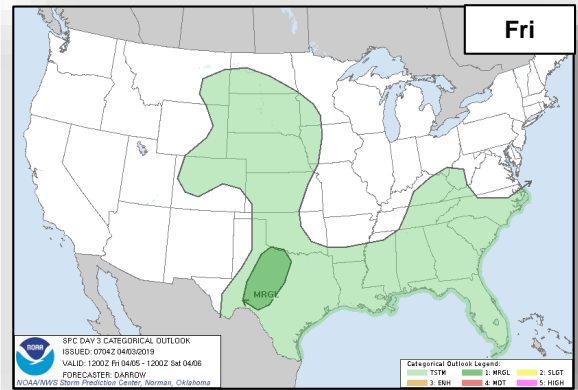 Fri
MRGL
NOAA
SPC DAY 3 CATEGORICAL OUTLOOK
ISSUED: 0704Z 04/03/2019
VALID: 1200Z Fri 04/05 - 1200Z Sat 04/06
FORECASTER: DARROW
NOAA/NWS Storm Prediction Center, Norman, Oklahoma
Categorical Outlook Legend:
TSTM 1: MRGL 2: SLGT
3: ENH 4: MDT 5: HIGH